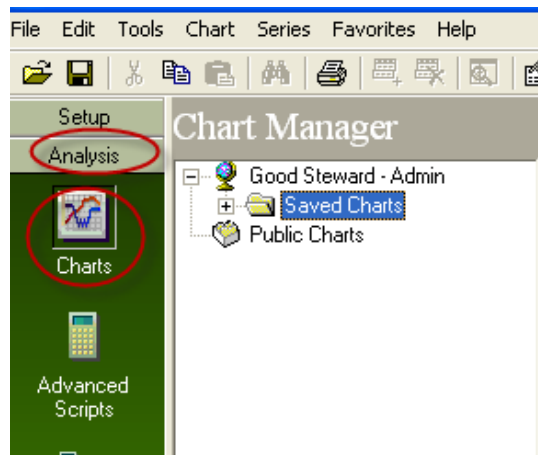 File Edit Tools Chart Series Favorites Help
Setup
Analysis
Charts
Advanced
Scripts
Chart Manager
Good Steward - Admin
Saved Charts
Public Charts